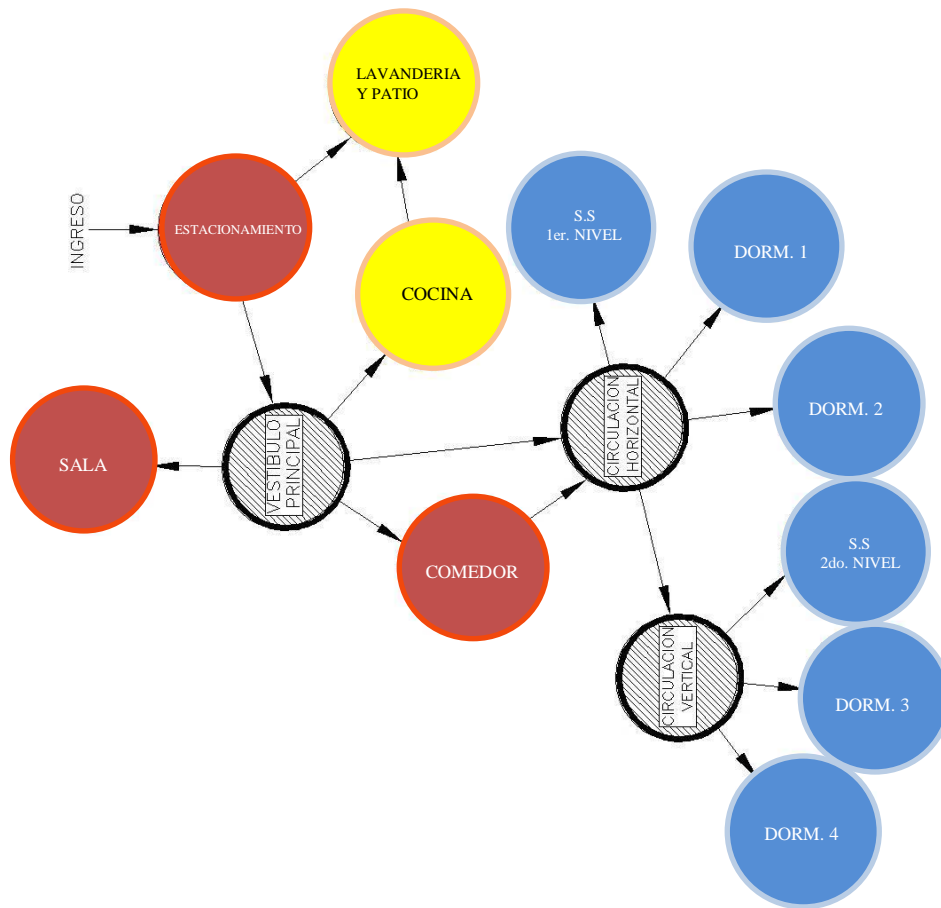 LAVANDERIA
Y PATIO
INGRESO
ESTACIONAMIENTO
S.S
1er. NIVEL
DORM. 1
COCINA
DORM. 2
SALA
VESTIBULO
PRINCIPAL
CIRCULACION
HORIZONTAL
COMEDOR
S.S
2do. NIVEL
CIRCULACION
VERTICAL
DORM. 3
DORM. 4